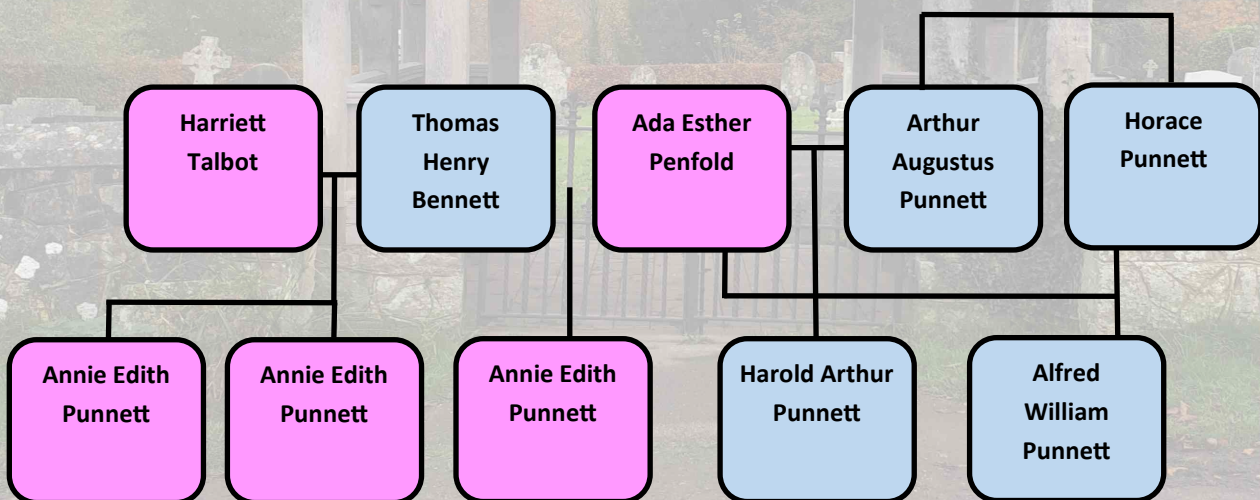 Harriett
Talbot
Thomas
Henry
Bennett
Ada Esther
Penfold
Arthur
Augustus
Punnett
Horace
Punnett
Annie Edith
Punnett
Annie Edith
Punnett
Annie Edith
Punnett
Harold Arthur
Punnett
Alfred
William
Punnett